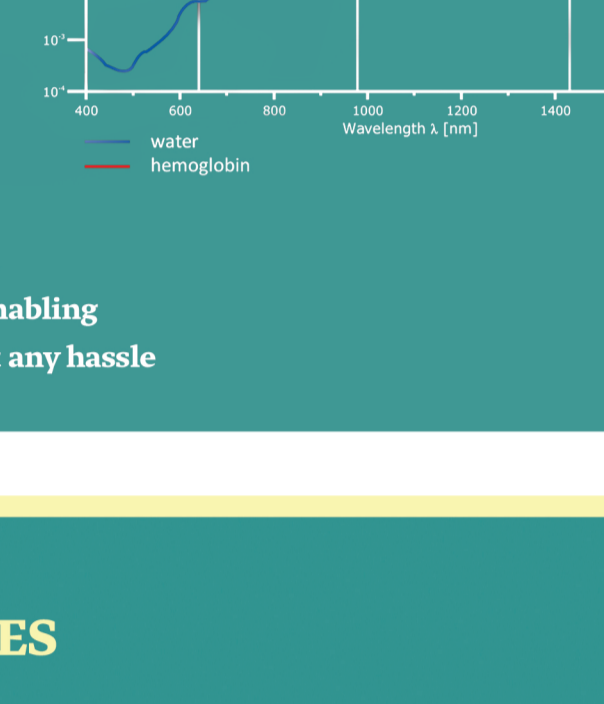 10⁻³
10⁻⁴
400 600 800 1000 1200 1400
Wavelength λ [nm]
water
hemoglobin
nabling
any hassle
ES